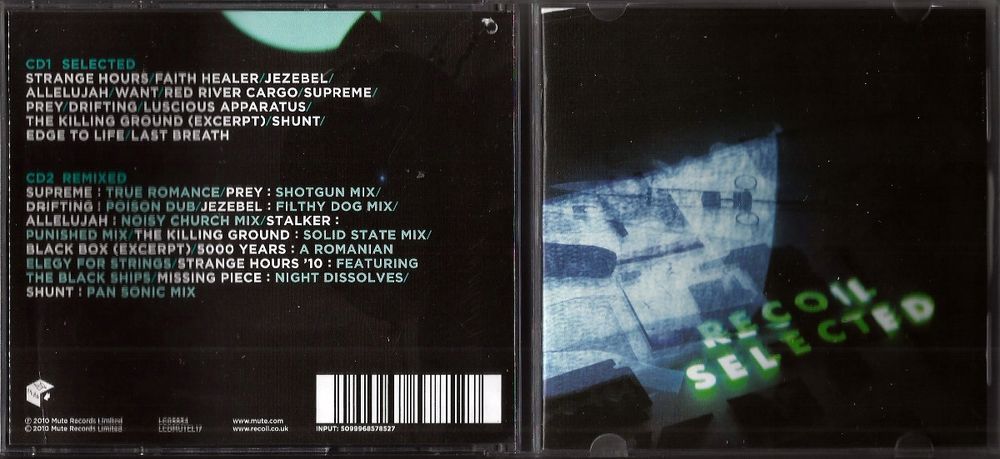 CD1 SELECTED
STRANGE HOURS/FAITH HEALER/JEZEBEL/
ALLELUJAH/WANT/RED RIVER CARGO/SUPREME/
PREY/DRIFTING/LUSCIOUS APPARATUS/
THE KILLING GROUND (EXCERPT)/SHUNT/
EDGE TO LIFE/LAST BREATH
CD2 REMIXED
SUPREME : TRUE ROMANCE/PREY : SHOTGUN MIX/
DRIFTING : POISON DUB/JEZEBEL : FILTHY DOG MIX/
ALLELUJAH : NOISY CHURCH MIX/STALKER :
PUNISHED MIX/THE KILLING GROUND : SOLID STATE MIX/
BLACK BOX (EXCERPT)/5000 YEARS : A ROMANIAN
ELEGY FOR STRINGS/STRANGE HOURS '10 : FEATURING
THE BLACK SHIPS/MISSING PIECE : NIGHT DISSOLVES/
SHUNT : PAN SONIC MIX
℗ 2010 Mute Records Limited
© 2010 Mute Records Limited
LEGMUTEL17
www.mute.com
www.recoil.co.uk
INPUT: 5099968578527
RECOIL
SELECTED